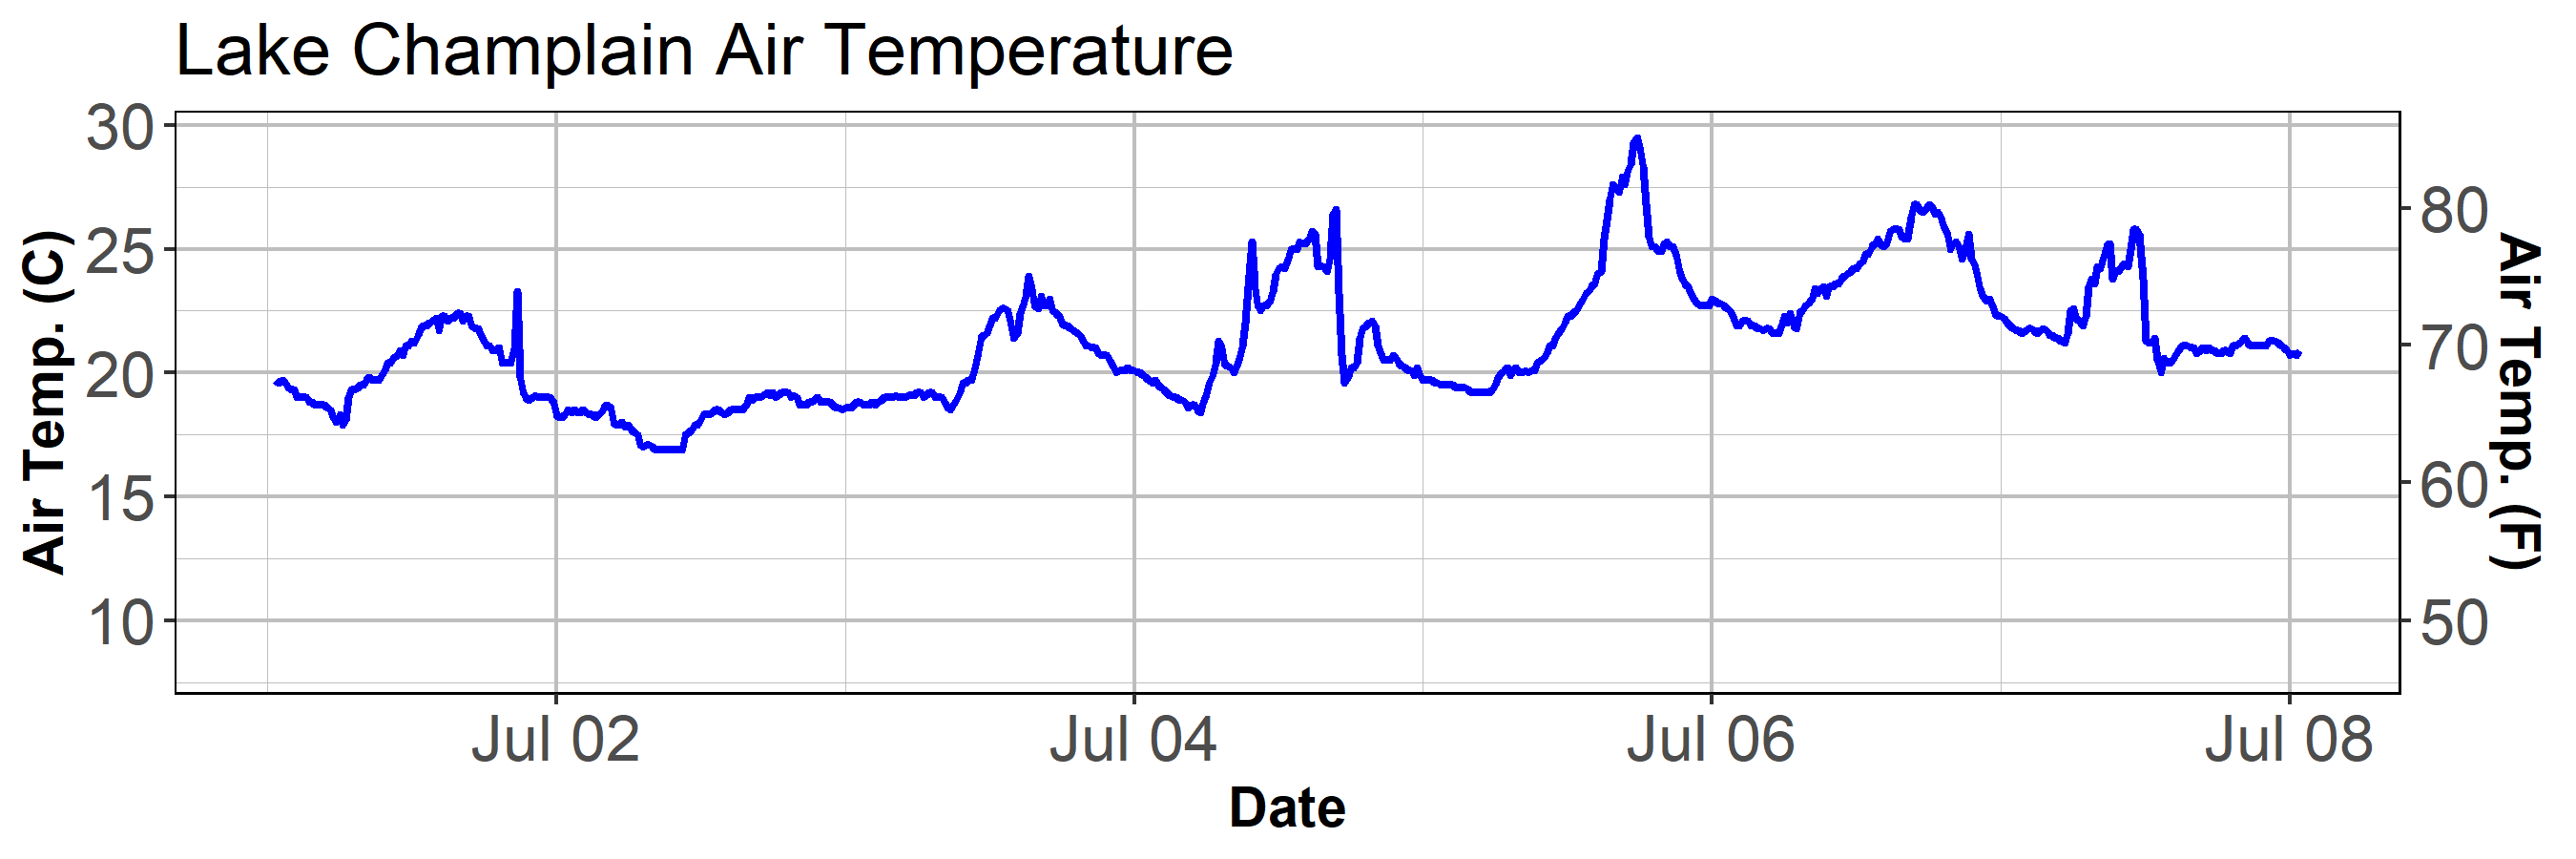 Lake Champlain Air Temperature
Air Temp. (C)
30
25
20
15
10
80
70
60
50
Air Temp. (F)
Jul 02 Jul 04 Jul 06 Jul 08
Date